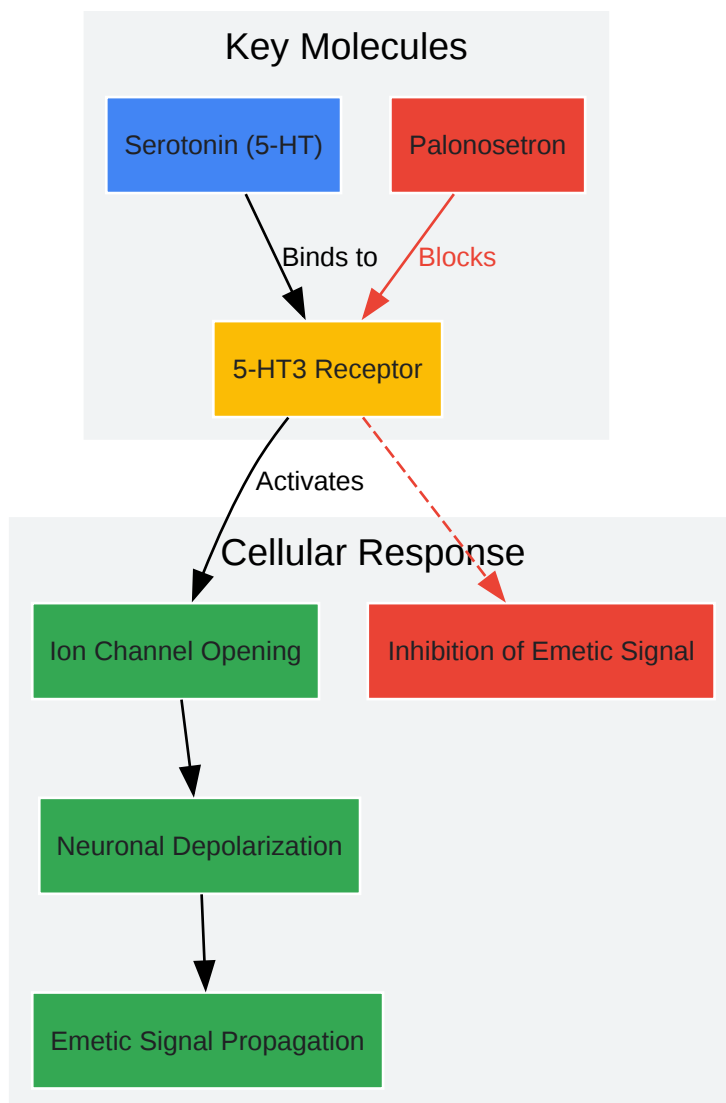 Key Molecules
Serotonin (5-HT)
Palonosetron
Binds to
Blocks
5-HT3 Receptor
Activates
Cellular Response
Ion Channel Opening
Inhibition of Emetic Signal
Neuronal Depolarization
Emetic Signal Propagation